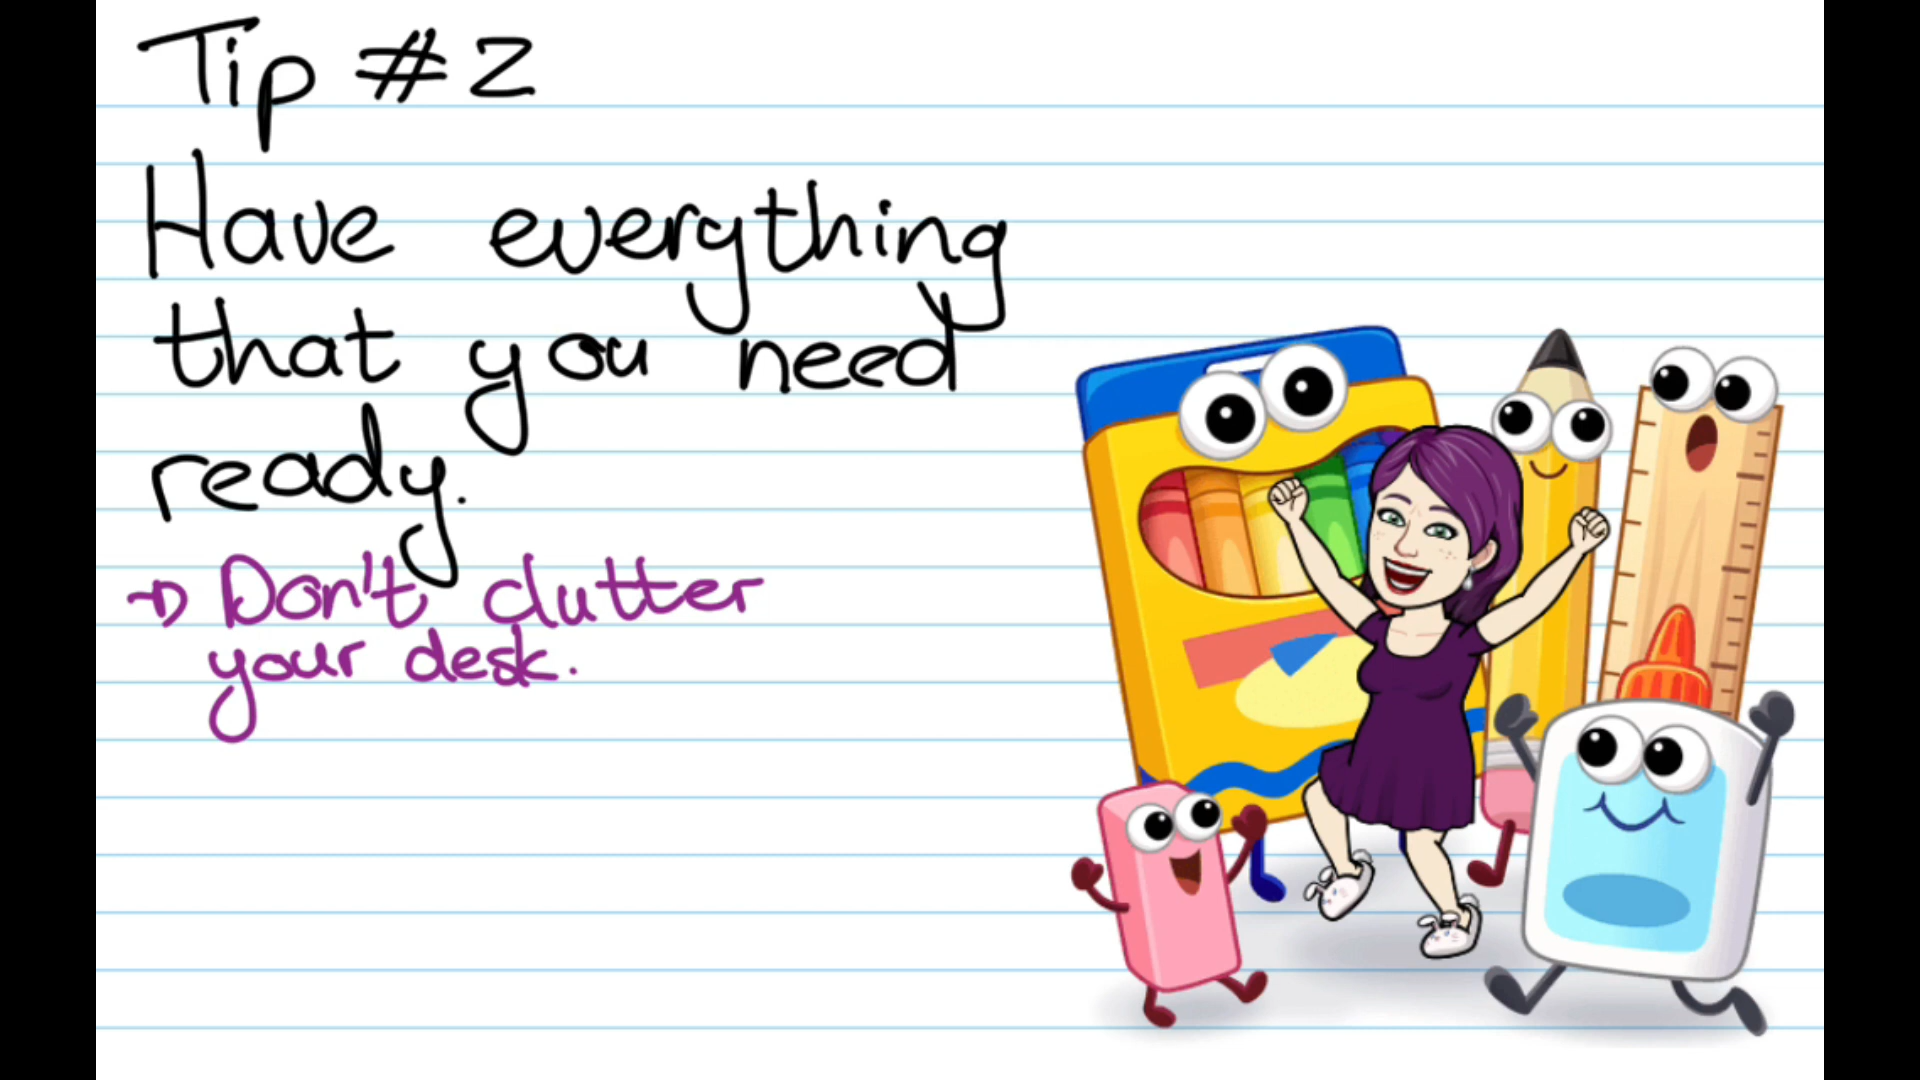 Tip #2
Have everything
that you need
ready.
→ Don't clutter
your desk.